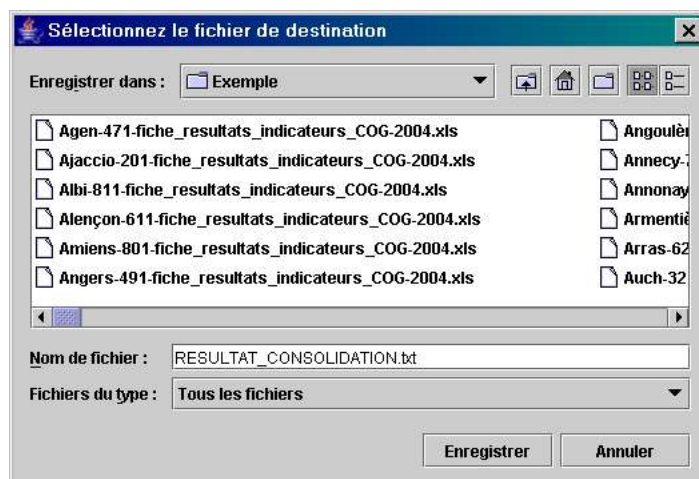 Sélectionnez le fichier de destination
Enregistrer dans : Exemple
Agen-471-fiche_resultats_indicateurs_COG-2004.xls
Ajaccio-201-fiche_resultats_indicateurs_COG-2004.xls
Albi-811-fiche_resultats_indicateurs_COG-2004.xls
Alençon-611-fiche_resultats_indicateurs_COG-2004.xls
Amiens-801-fiche_resultats_indicateurs_COG-2004.xls
Angers-491-fiche_resultats_indicateurs_COG-2004.xls
Annonay
Arras-62
Auch-32
Nom de fichier : RESULTAT_CONSOLIDATION.txt
Fichiers du type : Tous les fichiers
Enregistrer Annuler